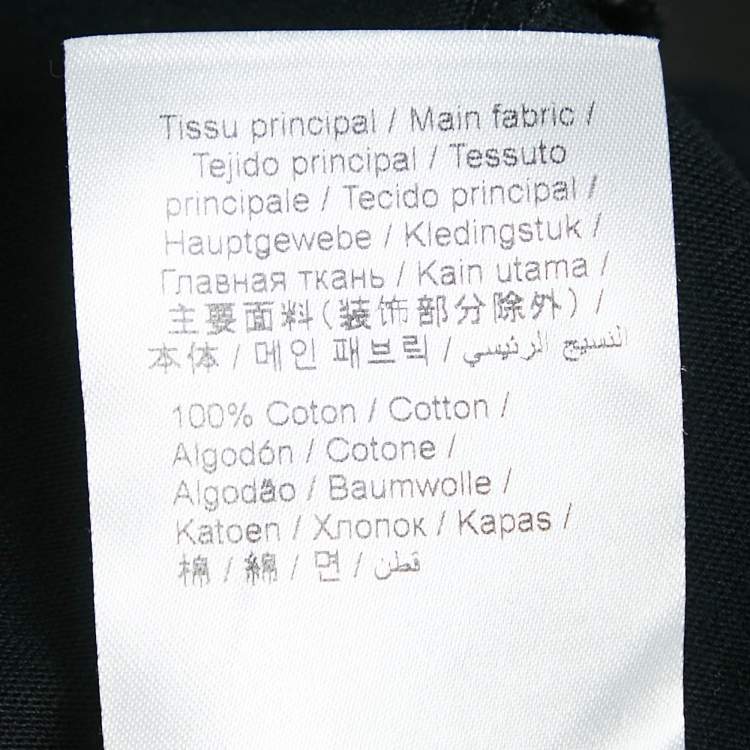 Tissu principal / Main fabric /
Tejido principal / Tessuto
principale / Tecido principal /
Hauptgewebe / Kledingstuk /
Главная ткань / Kain utama /
主要面料(装饰部分除外) /
本体 / 메인 패브릭 / النسيج الرئيسي
100% Coton / Cotton /
Algodón / Cotone /
Algodão / Baumwolle /
Katoen / Хлопок / Kapas /
棉 / 綿 / 면 / قطن